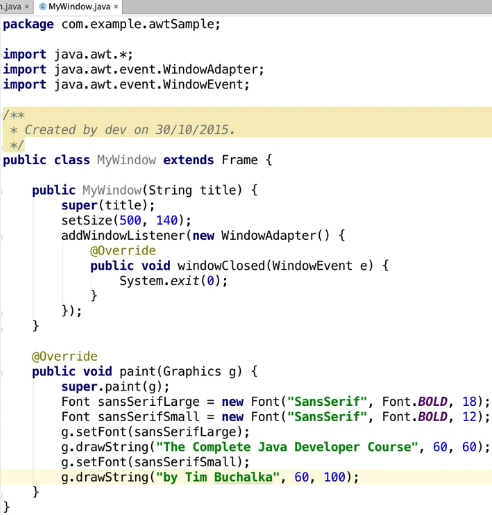 n.java × MyWindow.java ×
package com.example.awtSample;
import java.awt.*;
import java.awt.event.WindowAdapter;
import java.awt.event.WindowEvent;
/**
 * Created by dev on 30/10/2015.
 */
public class MyWindow extends Frame {
    public MyWindow(String title) {
        super(title);
        setSize(500, 140);
        addWindowListener(new WindowAdapter() {
            @Override
            public void windowClosed(WindowEvent e) {
                System.exit(0);
            }
        });
    }
    @Override
    public void paint(Graphics g) {
        super.paint(g);
        Font sansSerifLarge = new Font("SansSerif", Font.BOLD, 18);
        Font sansSerifSmall = new Font("SansSerif", Font.BOLD, 12);
        g.setFont(sansSerifLarge);
        g.drawString("The Complete Java Developer Course", 60, 60);
        g.setFont(sansSerifSmall);
        g.drawString("by Tim Buchalka", 60, 100);
    }
}